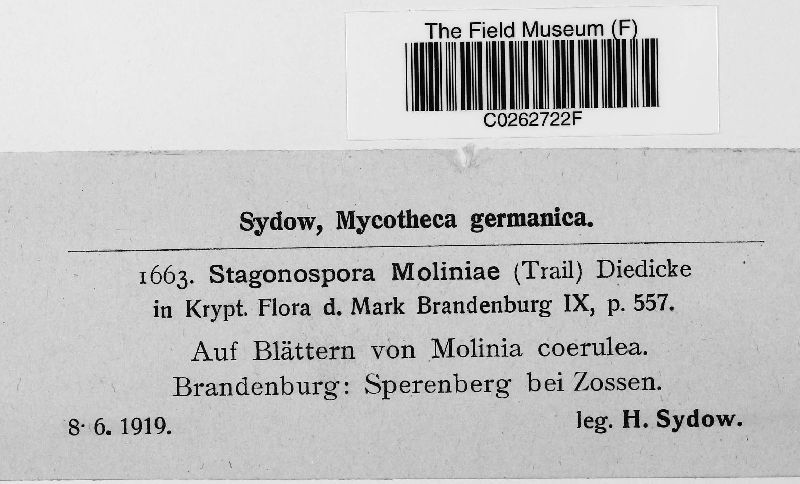 The Field Museum (F)
C0262722F
Sydow, Mycotheca germanica.
1663. Stagonospora Moliniae (Trail) Diedicke
in Krypt. Flora d. Mark Brandenburg IX, p. 557.
Auf Blättern von Molinia coerulea.
Brandenburg: Sperenberg bei Zossen.
8· 6. 1919. leg. H. Sydow.